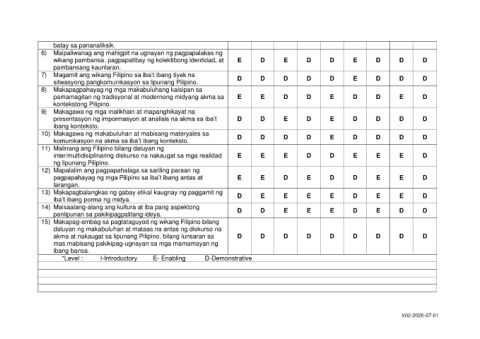 batay sa pananaliksik.
6) Maipaliwanag ang mahigpit na ugnayan ng pagpapalakas ng
wikang pambansa, pagpapatibay ng kolektibong identidad, at
pambansang kaunlaran.
E D E D D E D D D
7) Magamit ang wikang Filipino sa iba't ibang tiyak na
sitwasyong pangkomunikasyon sa lipunang Pilipino.
D D D D D E D D D
8) Makapagpahayag ng mga makabuluhang kaisipan sa
pamamagitan ng tradisyonal at modernong midyang akma sa
kontekstong Pilipino.
E E D D E D D E D
9) Makagawa ng mga malikhain at mapanghikayat na
presentasyon ng impormasyon at analisis na akma sa iba't
ibang konteksto.
D D E D E D D D D
10) Makagawa ng makabuluhan at mabisang materyales sa
komunikasyon na akma sa iba't ibang konteksto.
D D D D E D D D D
11) Malinang ang Filipino bilang daluyan ng
inter/multidisiplinaring diskurso na nakaugat sa mga realidad
ng lipunang Pilipino.
E E E D D E E E D
12) Mapalalim ang pagpapahalaga sa sariling paraan ng
pagpapahayag ng mga Pilipino sa iba't ibang antas at
larangan.
E E D E D E E D D
13) Makapagbalangkas ng gabay etikal kaugnay ng paggamit ng
iba't ibang porma ng midya.
D E E E E D E D D
14) Maisaalang-alang ang kultura at iba pang aspektong
panlipunan sa pakikipagpalitang-ideya.
D D E E E D E D D
15) Makapag-ambag sa pagtataguyod ng wikang Filipino bilang
daluyan ng makabuluhan at mataas na antas ng diskurso na
akma at nakaugat sa lipunang Pilipino, bilang lunsaran sa
mas mabisang pakikipag-ugnayan sa mga mamamayan ng
ibang bansa.
D D D D D D D D D
*Level : I-Introductory E- Enabling D-Demonstrative
V02-2020-07-01